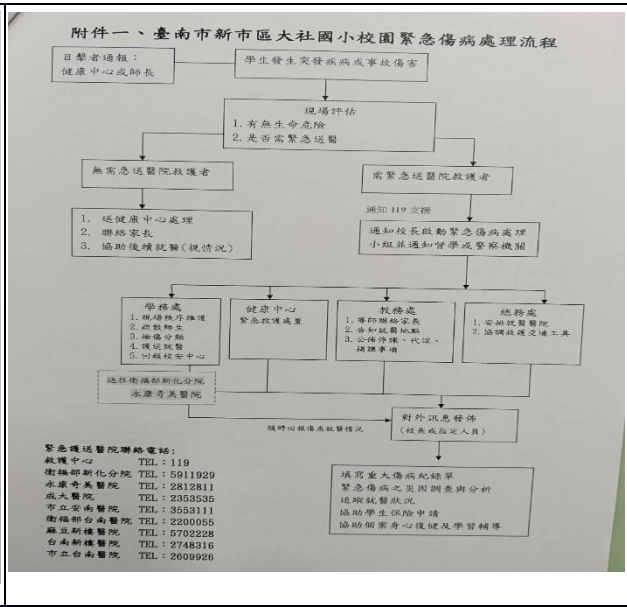 附件一、臺南市新市區大社國小校園緊急傷病處理流程
目擊者通報：
健康中心或師長
學生發生突發疾病或事故傷害
現場評估
1. 有無生命危險
2. 是否需緊急送醫
無需急送醫院救護者
需緊急送醫院救護者
1. 送健康中心處理
2. 聯絡家長
3. 協助後續就醫(視情況)
通知 119 支援
通知校長啟動緊急傷病處理
小組並通知督學或警察機關
學務處
1. 現場秩序維護
2. 疏散師生
3. 檢傷分類
4. 護送就醫
5. 回報校安中心
健康中心
緊急救護處置
教務處
1. 導師聯絡家長
2. 告知就醫地點
3. 公佈停課、代課、
補課事項
總務處
1. 安排就醫醫院
2. 協調救護交通工具
送往衛福部新化分院
永康奇美醫院
隨時回報傷患就醫情況
對外訊息發佈
(校長或指定人員)
緊急護送醫院聯絡電話：
救護中心 TEL：119
衛福部新化分院 TEL：5911929
永康奇美醫院 TEL：2812811
成大醫院 TEL：2353535
市立安南醫院 TEL：3553111
衛福部台南醫院 TEL：2200055
麻豆新樓醫院 TEL：5702228
台南新樓醫院 TEL：2748316
市立台南醫院 TEL：2609926
填寫重大傷病紀錄單
緊急傷病之災因調查與分析
追蹤就醫狀況
協助學生保險申請
協助個案身心復健及學習輔導